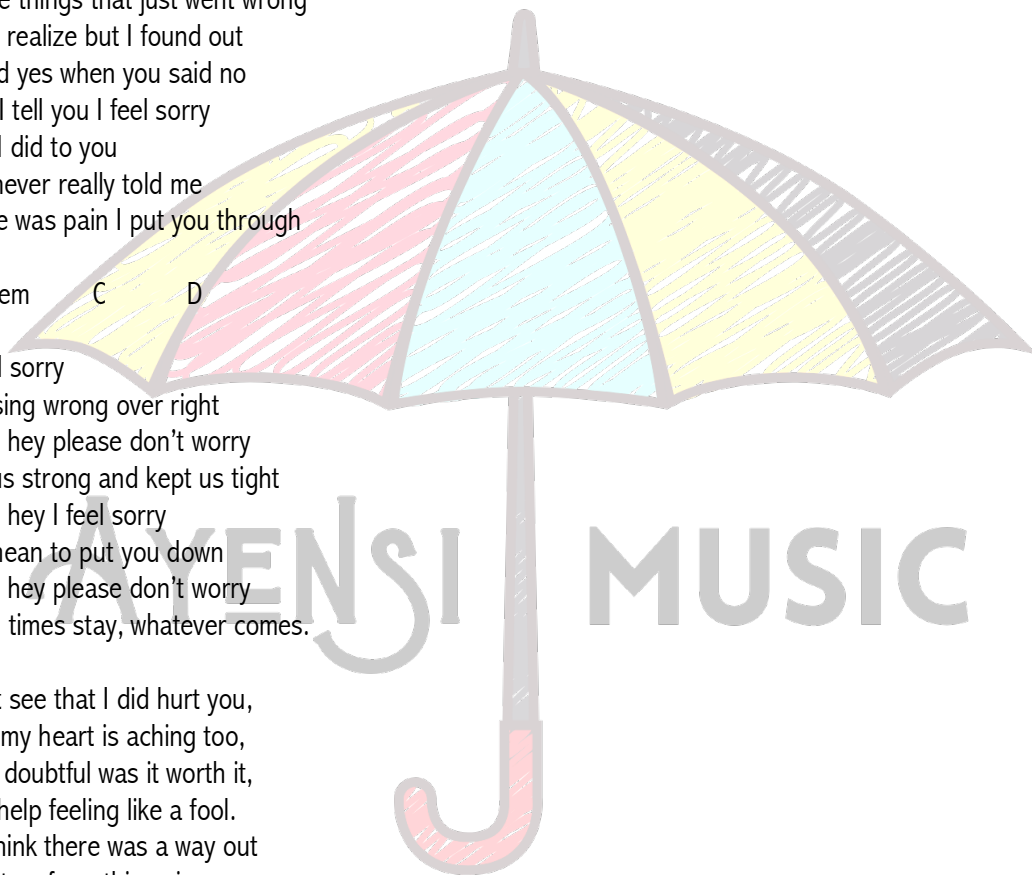 things that just went wrong
realize but I found out
yes when you said no
I tell you I feel sorry
I did to you
never really told me
was pain I put you through
em C D
sorry
sing wrong over right
hey please don't worry
us strong and kept us tight
hey I feel sorry
mean to put you down
hey please don't worry
times stay, whatever comes.
see that I did hurt you,
my heart is aching too,
doubtful was it worth it,
help feeling like a fool.
hink there was a way out
AYENSI MUSIC